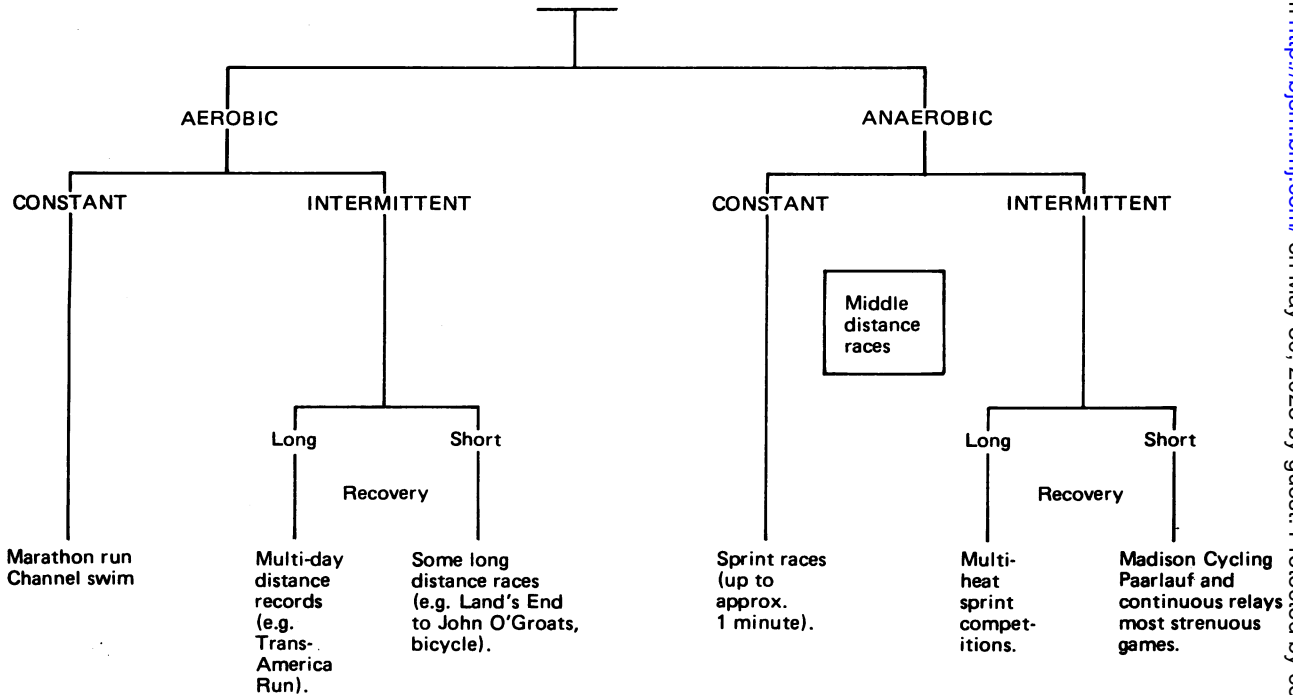 AEROBIC
ANAEROBIC
CONSTANT
INTERMITTENT
CONSTANT
INTERMITTENT
Middle
distance
races
Long
Short
Recovery
Long
Short
Recovery
Marathon run
Channel swim
Multi-day
distance
records
(e.g.
Trans-
America
Run).
Some long
distance races
(e.g. Land's End
to John O'Groats,
bicycle).
Sprint races
(up to
approx.
1 minute).
Multi-
heat
sprint
compet-
itions.
Madison Cycling
Paarlauf and
continuous relays
most strenuous
games.